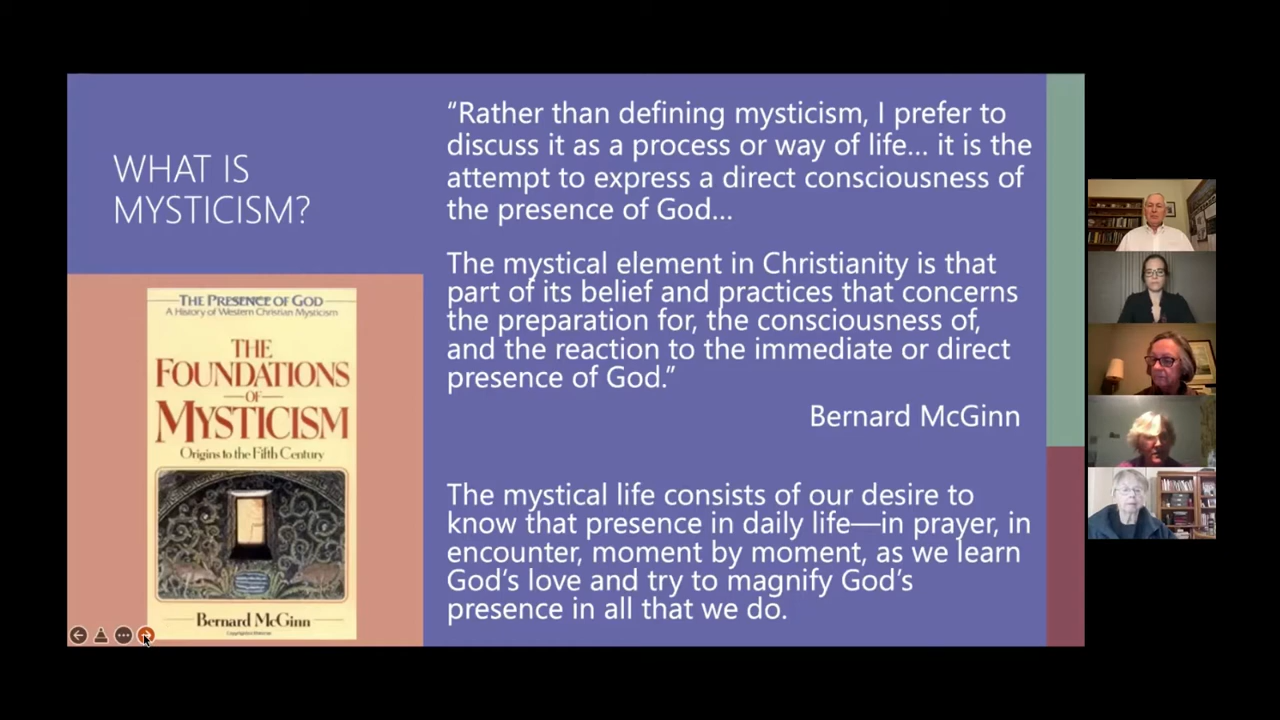 WHAT IS
MYSTICISM?
THE PRESENCE OF GOD
A History of Western Christian Mysticism
THE
FOUNDATIONS
OF
MYSTICISM
Origins to the Fifth Century
Bernard McGinn
“Rather than defining mysticism, I prefer to
discuss it as a process or way of life… it is the
attempt to express a direct consciousness of
the presence of God…
The mystical element in Christianity is that
part of its belief and practices that concerns
the preparation for, the consciousness of,
and the reaction to the immediate or direct
presence of God.”
Bernard McGinn
The mystical life consists of our desire to
know that presence in daily life—in prayer, in
encounter, moment by moment, as we learn
God’s love and try to magnify God’s
presence in all that we do.